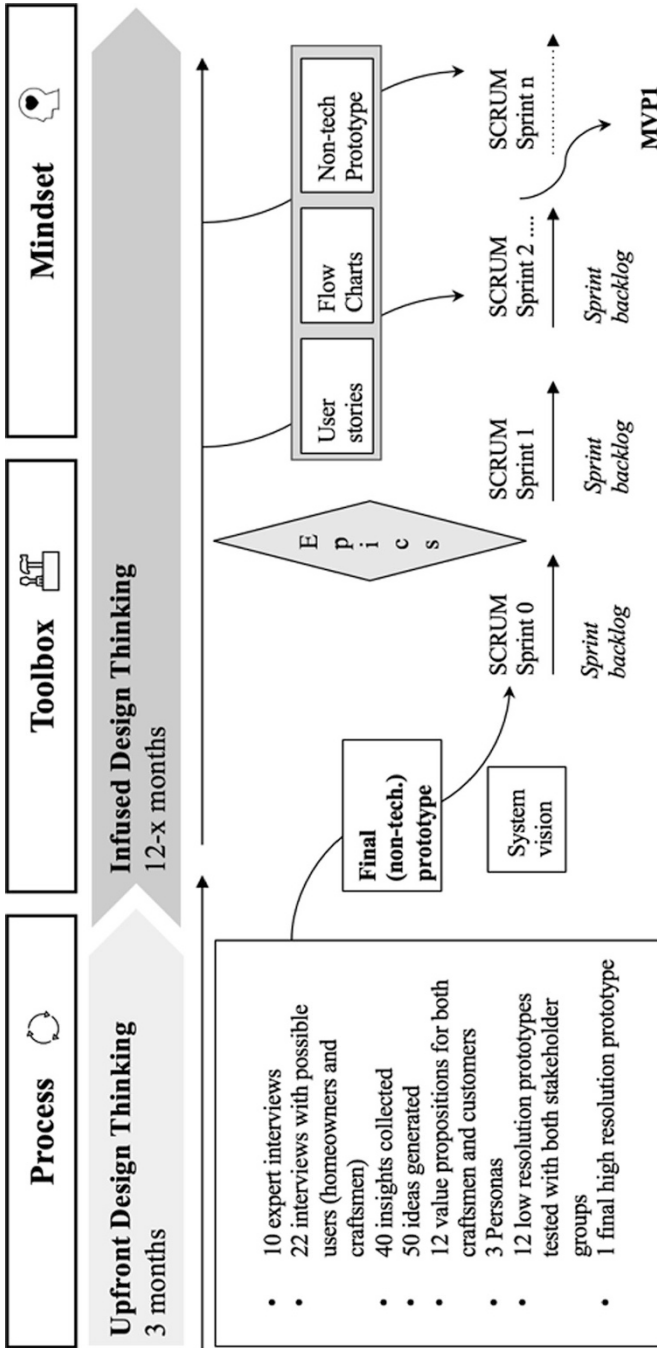 Process
Toolbox
Mindset
Upfront Design Thinking
3 months
Infused Design Thinking
12-x months
• 10 expert interviews
• 22 interviews with possible
users (homeowners and
craftsmen)
• 40 insights collected
• 50 ideas generated
• 12 value propositions for both
craftsmen and customers
• 3 Personas
• 12 low resolution prototypes
tested with both stakeholder
groups
• 1 final high resolution prototype
Final
(non-tech.)
prototype
System
vision
E
p
i
c
s
User
stories
Flow
Charts
Non-tech
Prototype
SCRUM
Sprint 0
Sprint
backlog
SCRUM
Sprint 1
Sprint
backlog
SCRUM
Sprint 2 ....
Sprint
backlog
SCRUM
Sprint n
MVP1